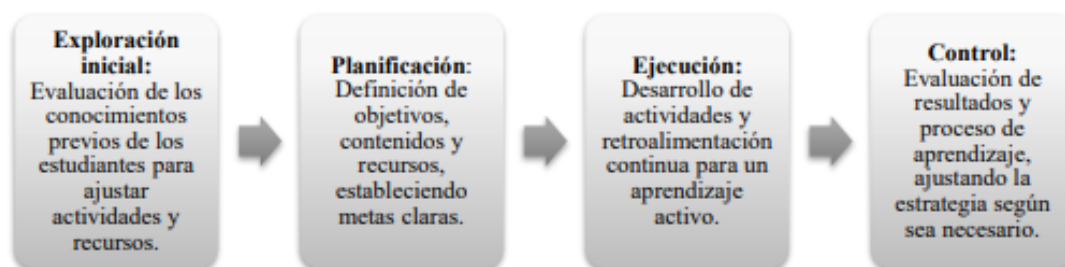 Exploración
inicial:
Evaluación de los
conocimientos
previos de los
estudiantes para
ajustar
actividades y
recursos.
Planificación:
Definición de
objetivos,
contenidos y
recursos,
estableciendo
metas claras.
Ejecución:
Desarrollo de
actividades y
retroalimentación
continua para un
aprendizaje
activo.
Control:
Evaluación de
resultados y
proceso de
aprendizaje,
ajustando la
estrategia según
sea necesario.